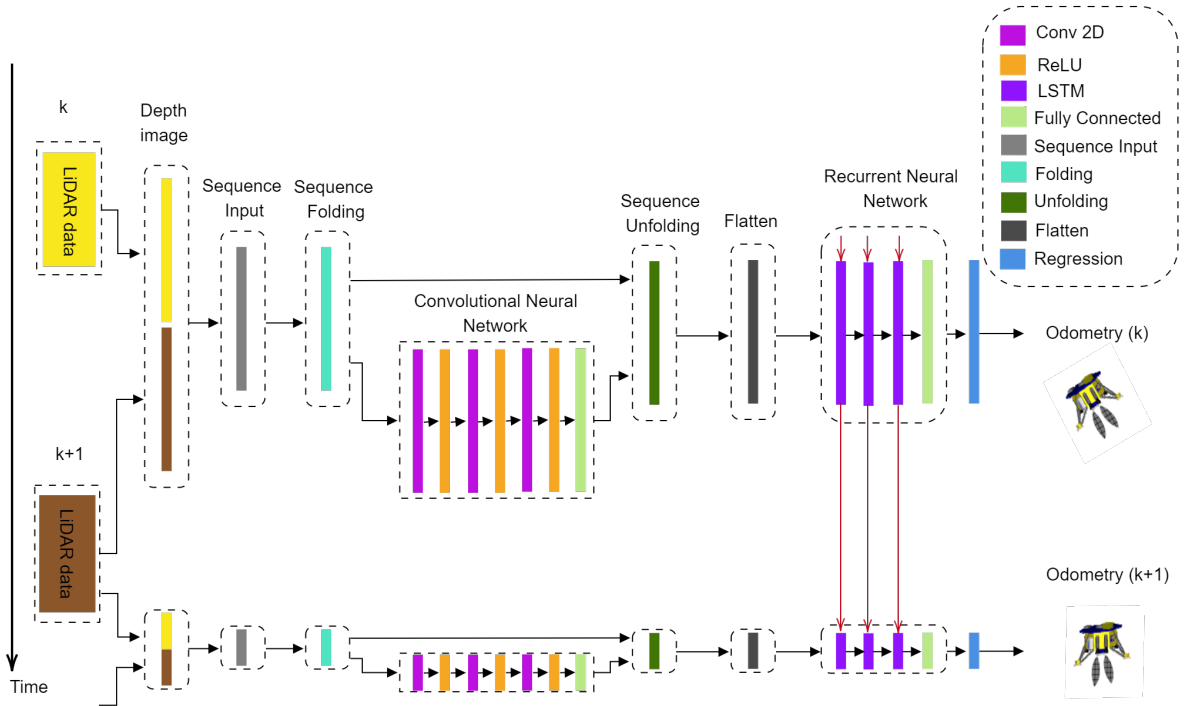 k
LiDAR data
Depth
image
Sequence
Input
Sequence
Folding
Convolutional Neural
Network
Sequence
Unfolding
Flatten
Recurrent Neural
Network
Conv 2D
ReLU
LSTM
Fully Connected
Sequence Input
Folding
Unfolding
Flatten
Regression
Odometry (k)
k+1
LiDAR data
Odometry (k+1)
Time